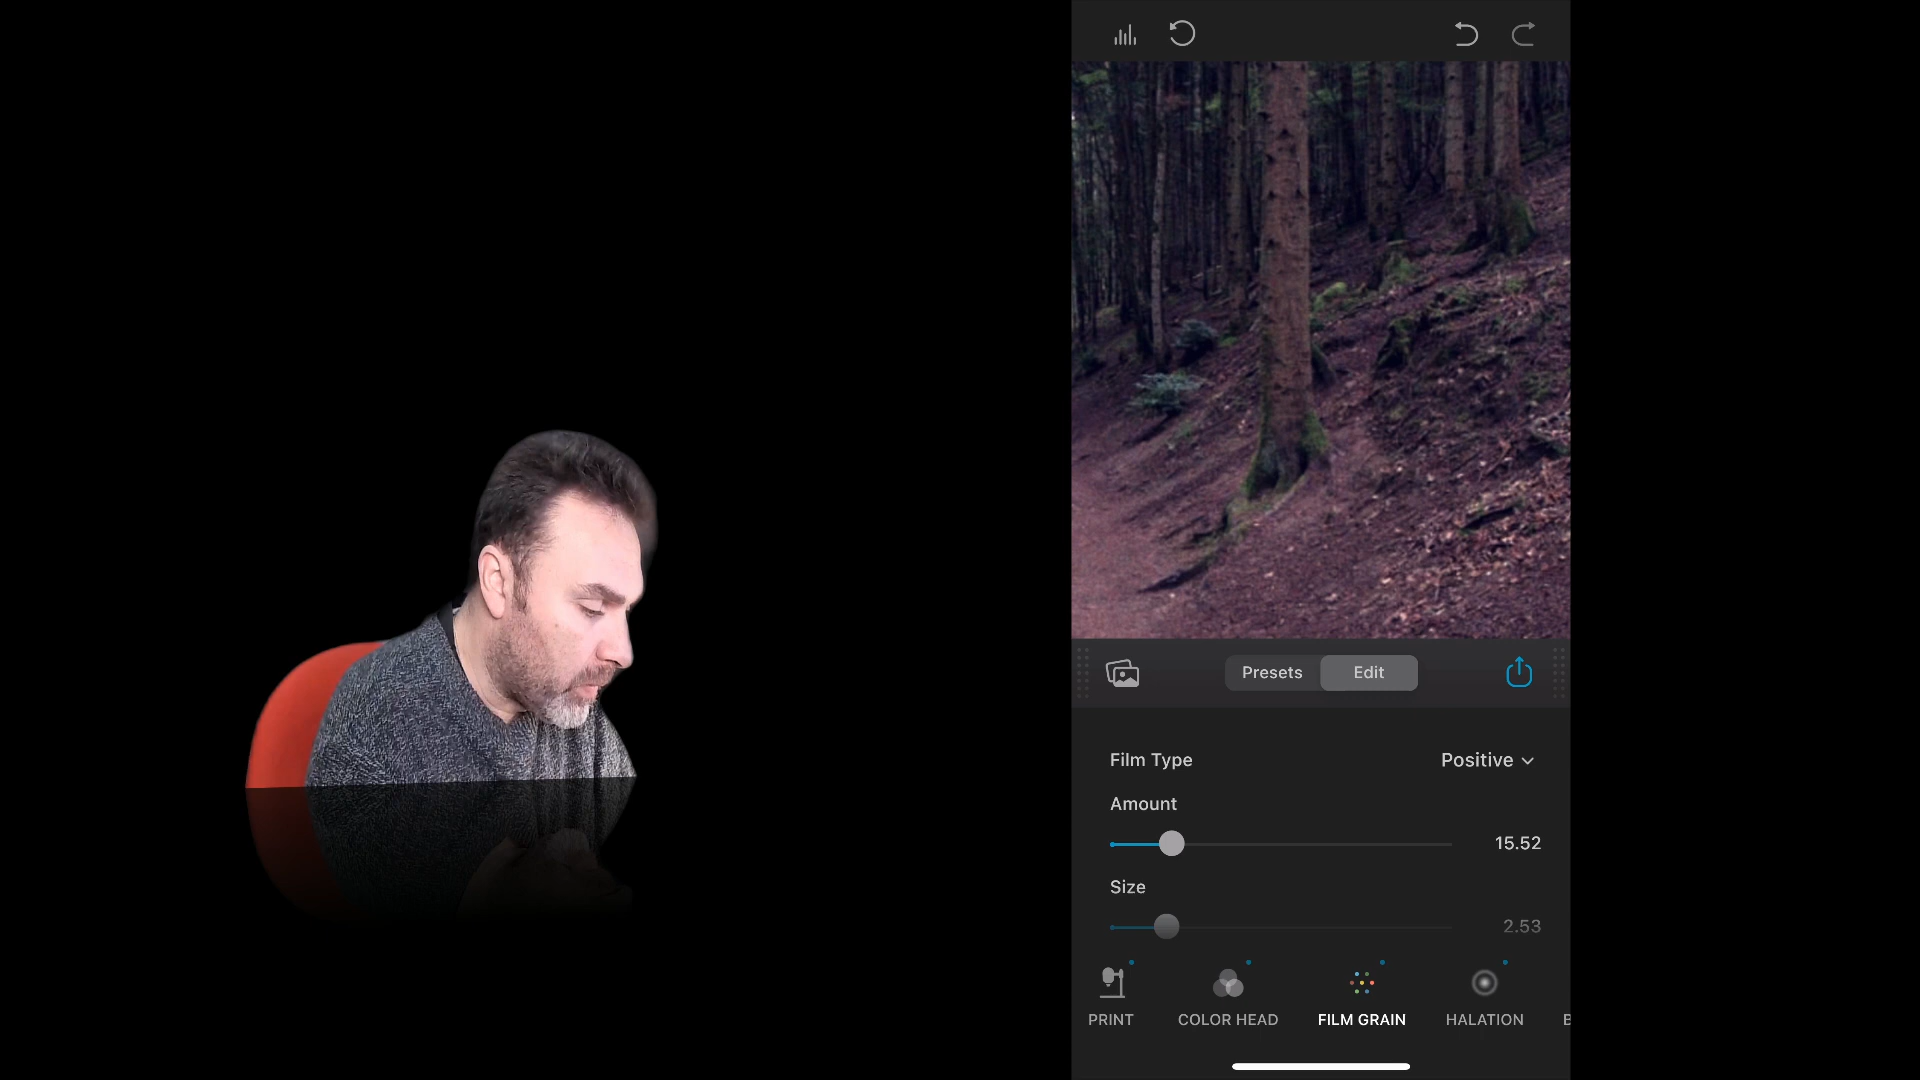 Presets Edit
Film Type Positive
Amount
15.52
Size
2.53
PRINT COLOR HEAD FILM GRAIN HALATION B